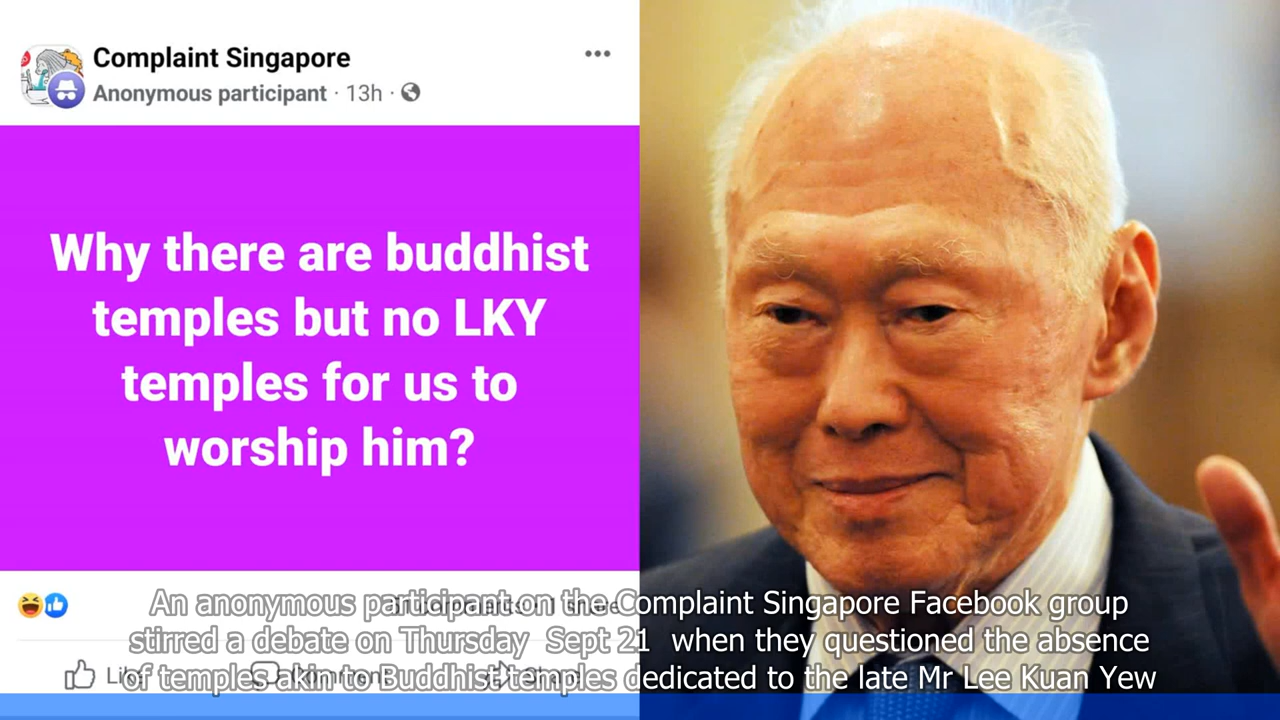 Complaint Singapore
Anonymous participant · 13h ·
Why there are buddhist
temples but no LKY
temples for us to
worship him?
An anonymous participant on the Complaint Singapore Facebook group
stirred a debate on Thursday Sept 21 when they questioned the absence
of temples akin to Buddhist temples dedicated to the late Mr Lee Kuan Yew